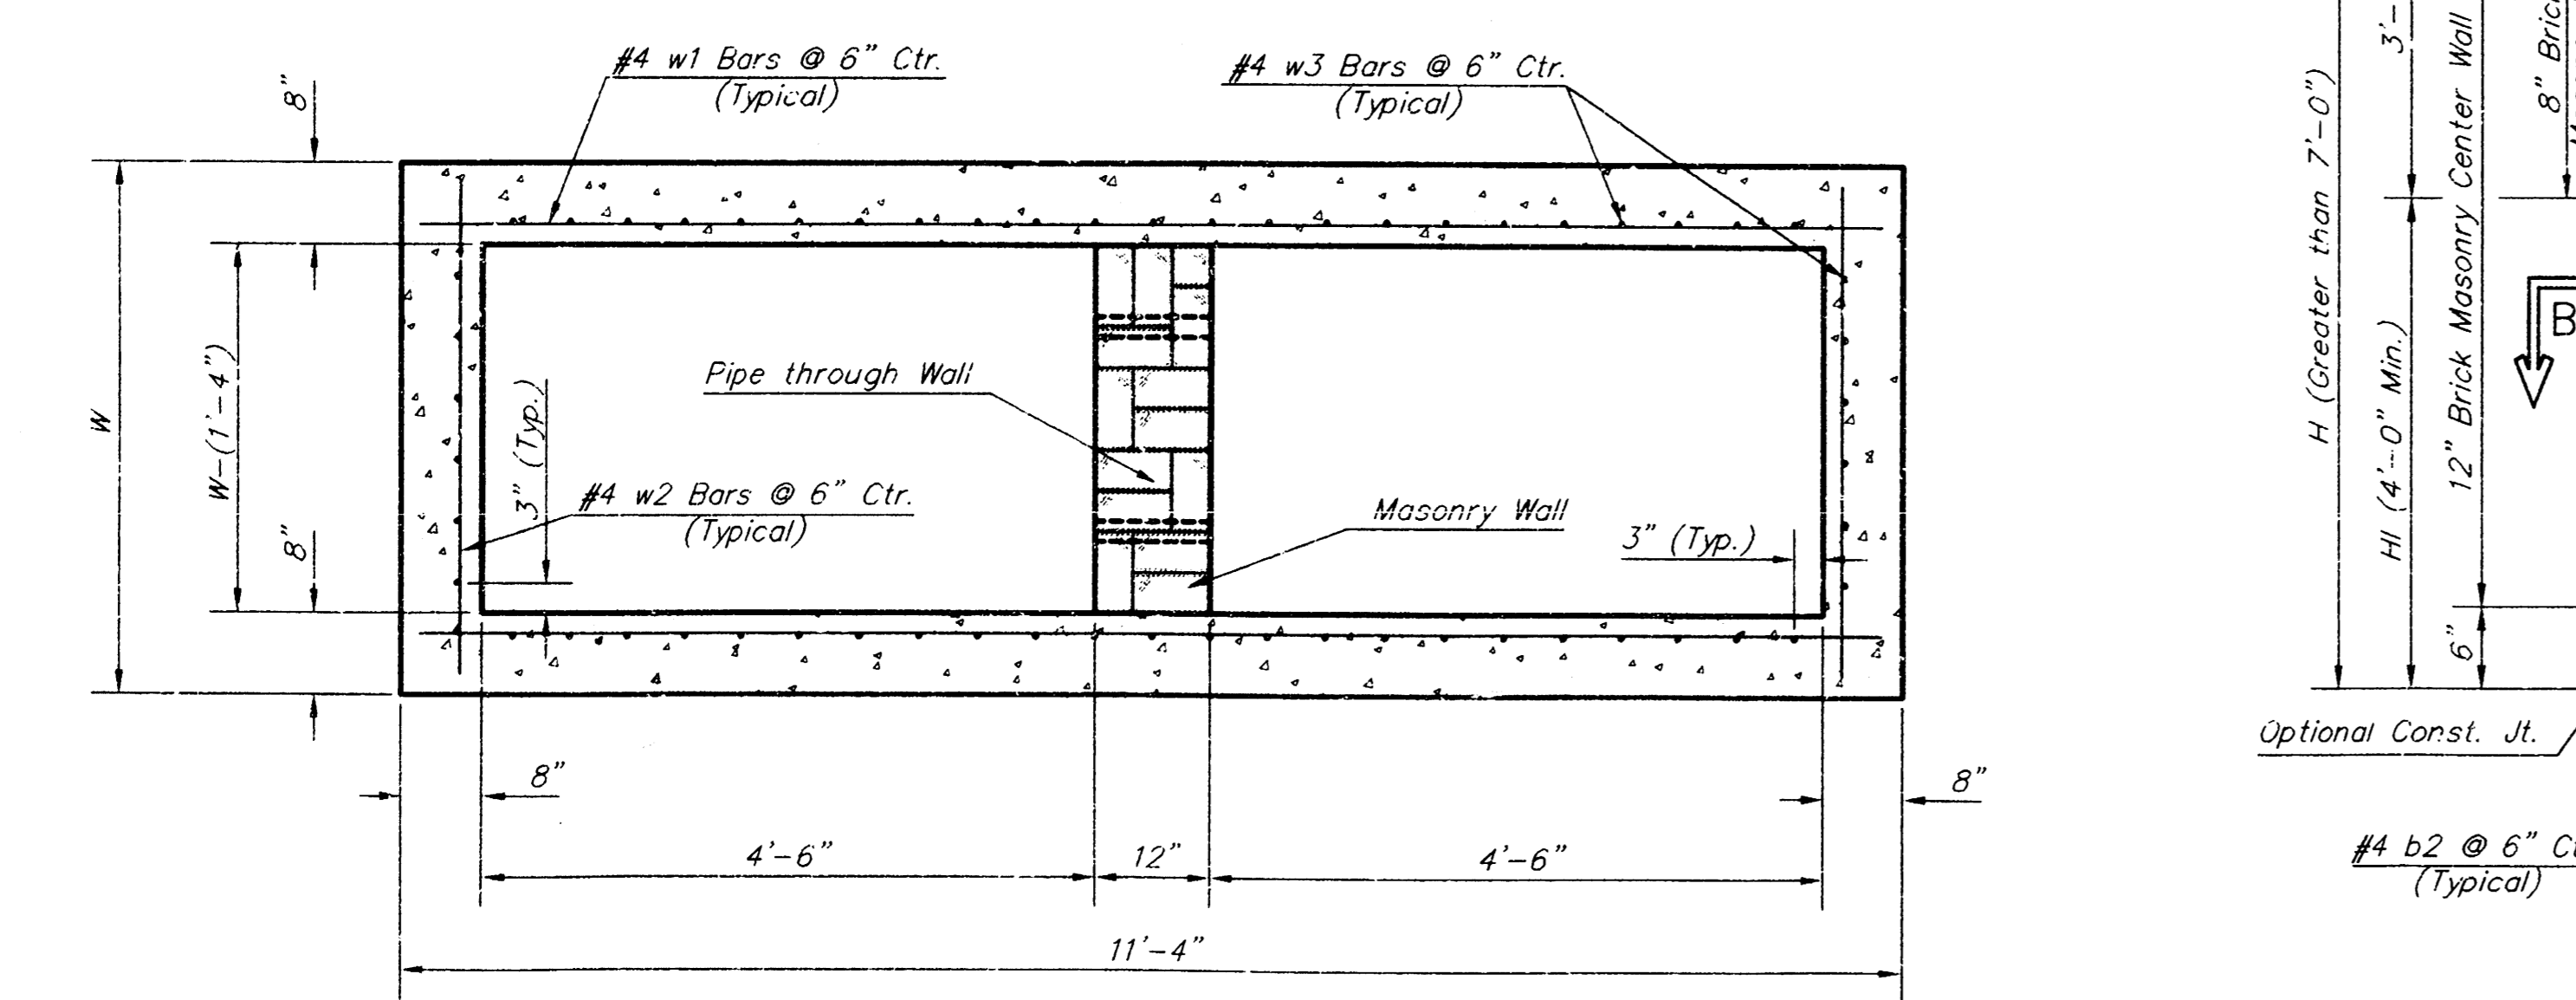 #4 w1 Bars @ 6" Ctr.
(Typical)
#4 w3 Bars @ 6" Ctr.
(Typical)
8"
W
W-(1'-4")
8"
3" (Typ.)
Pipe through Wall
#4 w2 Bars @ 6" Ctr.
(Typical)
Masonry Wall
3" (Typ.)
8"
8"
4'-6"
12"
4'-6"
11'-4"
H (Greater than 7'-0")
3'-
H1 (4'-0" Min.)
12" Brick Masonry Center Wall
8" Bric
6"
B
Optional Const. Jt.
#4 b2 @ 6" C
(Typical)